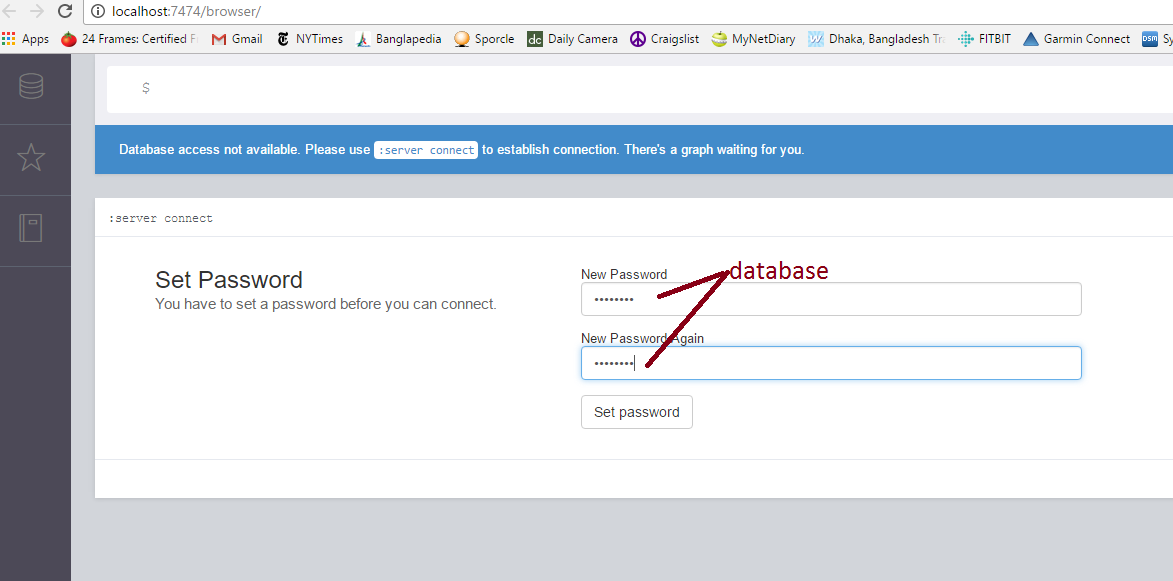 localhost:7474/browser/
Apps 24 Frames: Certified Gmail NYTimes Banglapedia Sporcle dc Daily Camera Craigslist MyNetDiary Dhaka, Bangladesh FITBIT Garmin Connect DSM Sy
$
Database access not available. Please use :server connect to establish connection. There's a graph waiting for you.
:server connect
Set Password
You have to set a password before you can connect.
New Password
database
••••••••
New Password Again
••••••••
Set password